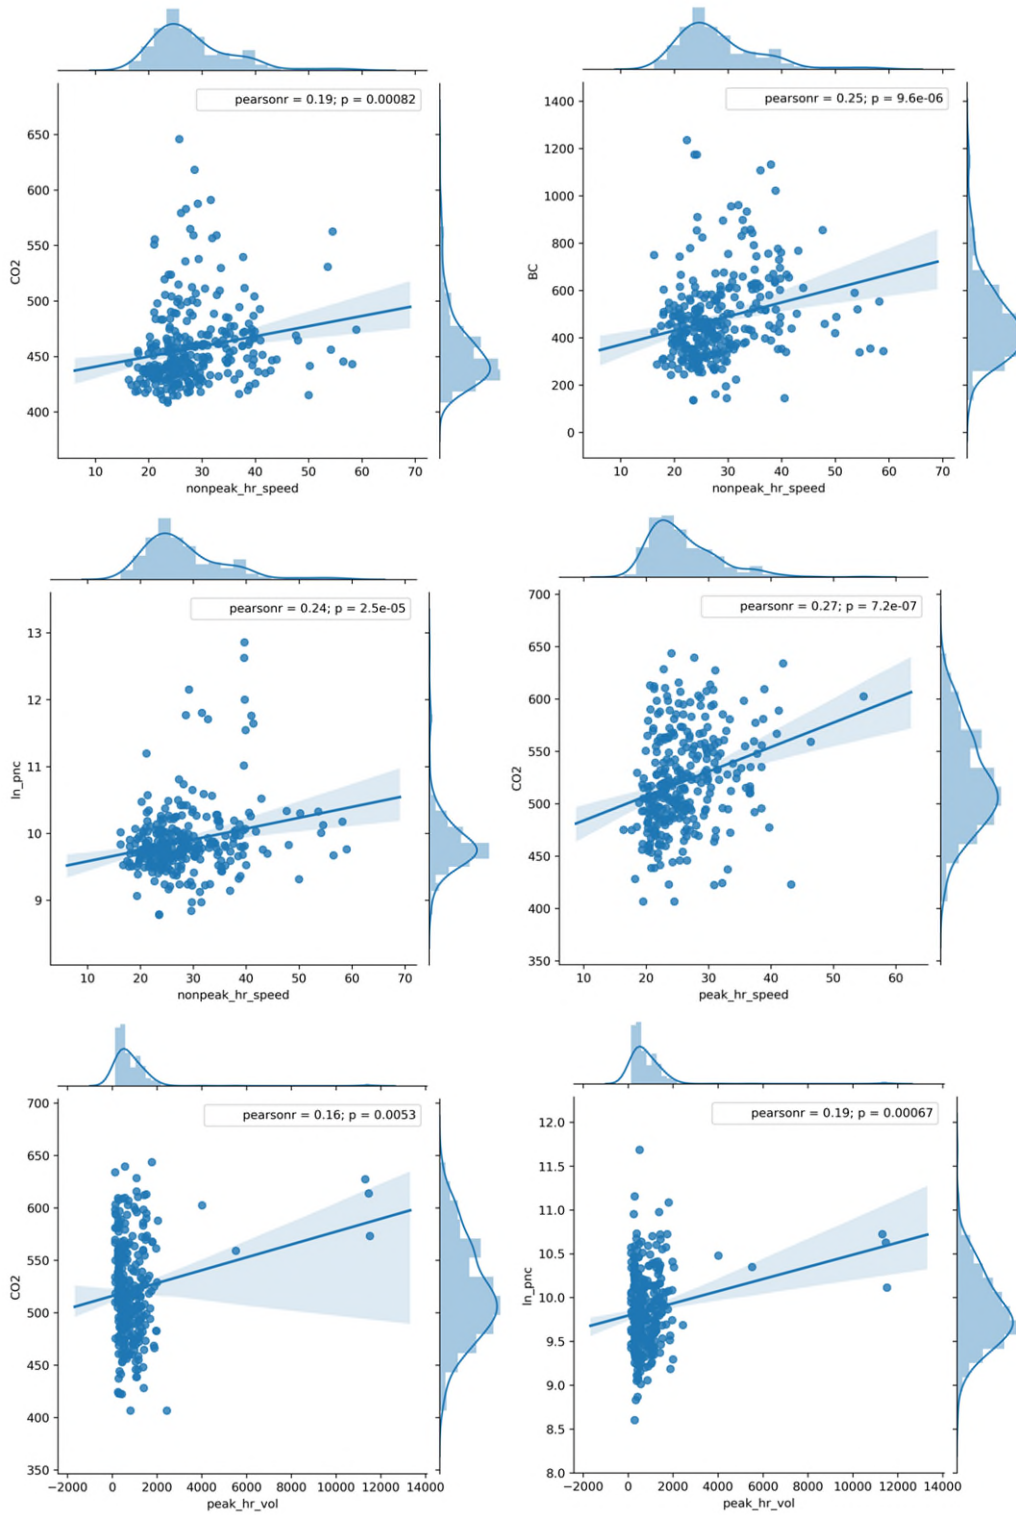 pearsonr = 0.19; p = 0.00082
650
600
550
500
450
400
CO2
10 20 30 40 50 60 70
nonpeak_hr_speed
pearsonr = 0.25; p = 9.6e-06
1400
1200
1000
800
600
400
200
0
BC
10 20 30 40 50 60 70
nonpeak_hr_speed
pearsonr = 0.24; p = 2.5e-05
13
12
11
10
9
ln_pnc
10 20 30 40 50 60 70
nonpeak_hr_speed
pearsonr = 0.27; p = 7.2e-07
700
650
600
550
500
450
400
350
CO2
10 20 30 40 50 60
peak_hr_speed
pearsonr = 0.16; p = 0.0053
700
650
600
550
500
450
400
350
CO2
−2000 0 2000 4000 6000 8000 10000 12000 14000
peak_hr_vol
pearsonr = 0.19; p = 0.00067
12.0
11.5
11.0
10.5
10.0
9.5
9.0
8.5
8.0
ln_pnc
−2000 0 2000 4000 6000 8000 10000 12000 14000
peak_hr_vol